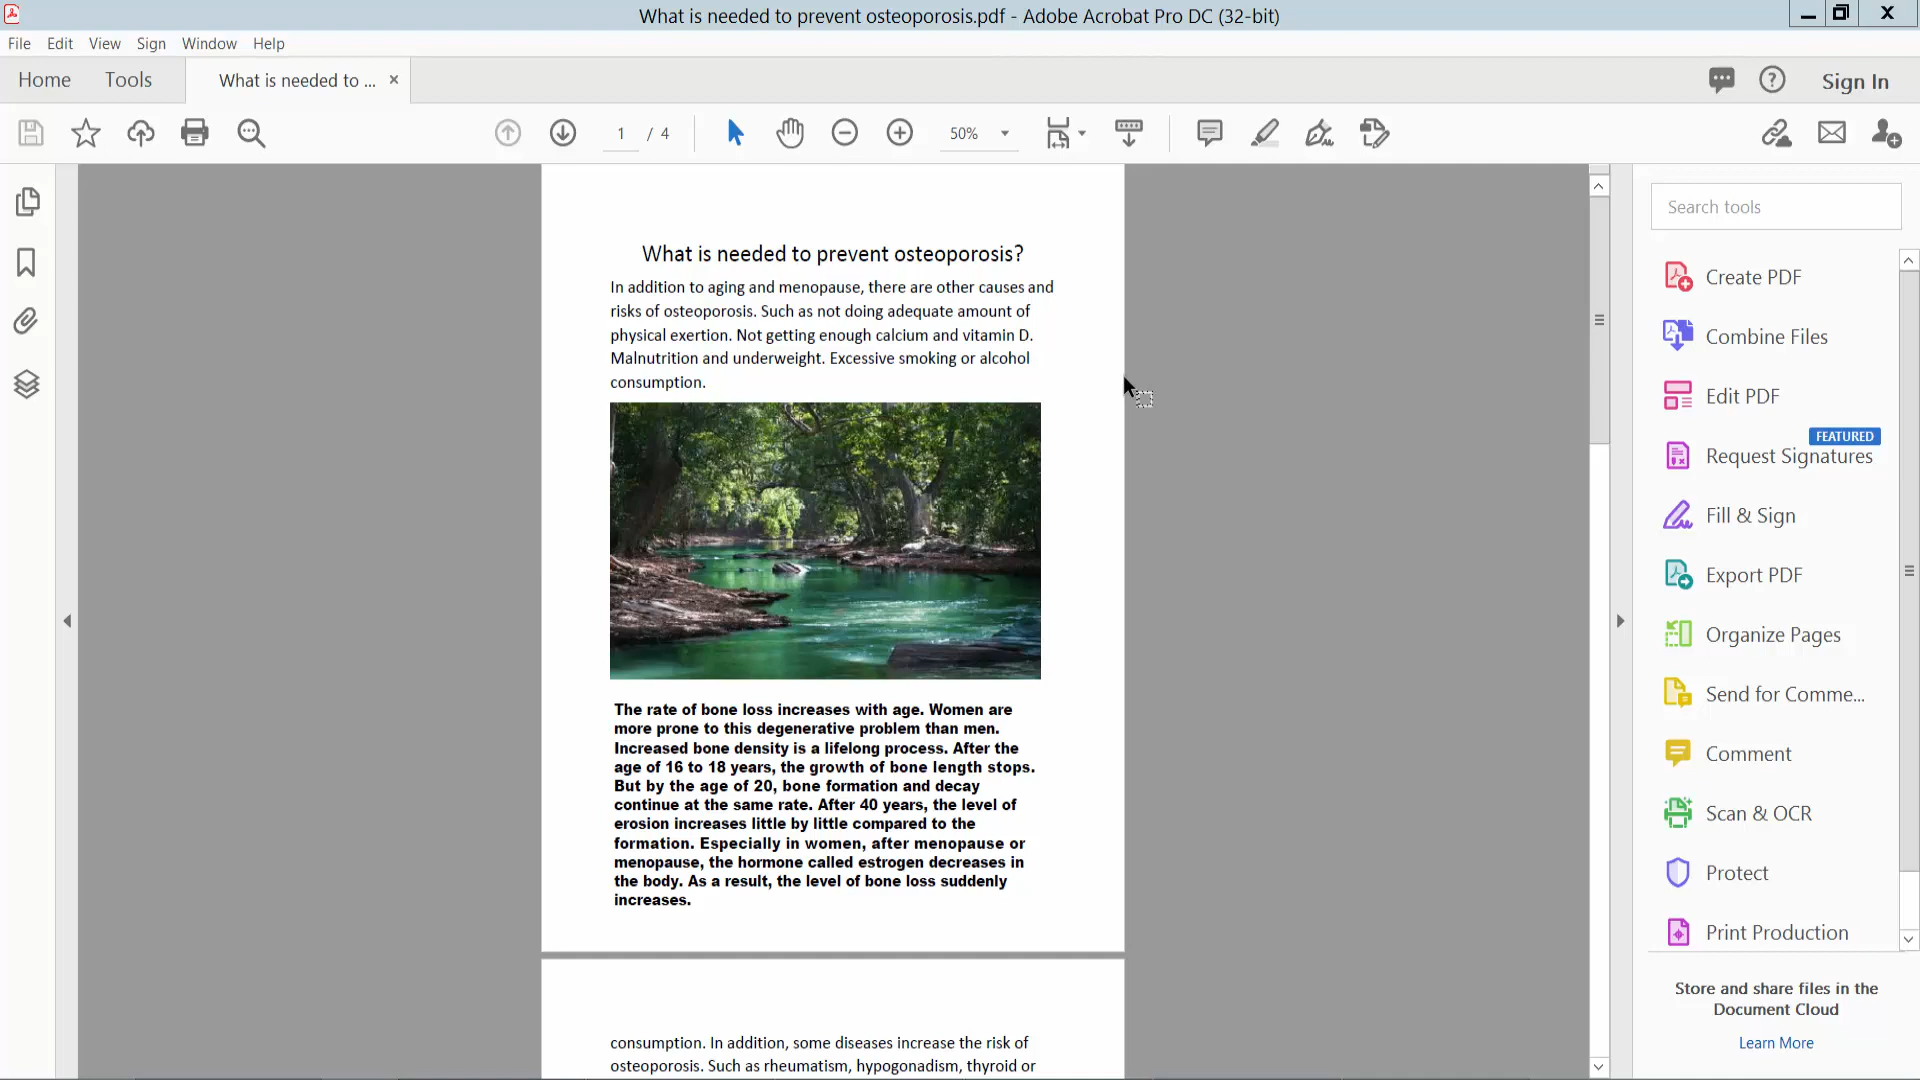 What is needed to prevent osteoporosis.pdf - Adobe Acrobat Pro DC (32-bit)
File Edit View Sign Window Help
Home Tools What is needed to ... × Sign In
1 / 4 50%
Search tools
Create PDF
Combine Files
Edit PDF
FEATURED
Request Signatures
Fill & Sign
Export PDF
Organize Pages
Send for Comme...
Comment
Scan & OCR
Protect
Print Production
Store and share files in the
Document Cloud
Learn More
What is needed to prevent osteoporosis?
In addition to aging and menopause, there are other causes and
risks of osteoporosis. Such as not doing adequate amount of
physical exertion. Not getting enough calcium and vitamin D.
Malnutrition and underweight. Excessive smoking or alcohol
consumption.
The rate of bone loss increases with age. Women are
more prone to this degenerative problem than men.
Increased bone density is a lifelong process. After the
age of 16 to 18 years, the growth of bone length stops.
But by the age of 20, bone formation and decay
continue at the same rate. After 40 years, the level of
erosion increases little by little compared to the
formation. Especially in women, after menopause or
menopause, the hormone called estrogen decreases in
the body. As a result, the level of bone loss suddenly
increases.
consumption. In addition, some diseases increase the risk of
osteoporosis. Such as rheumatism, hypogonadism, thyroid or